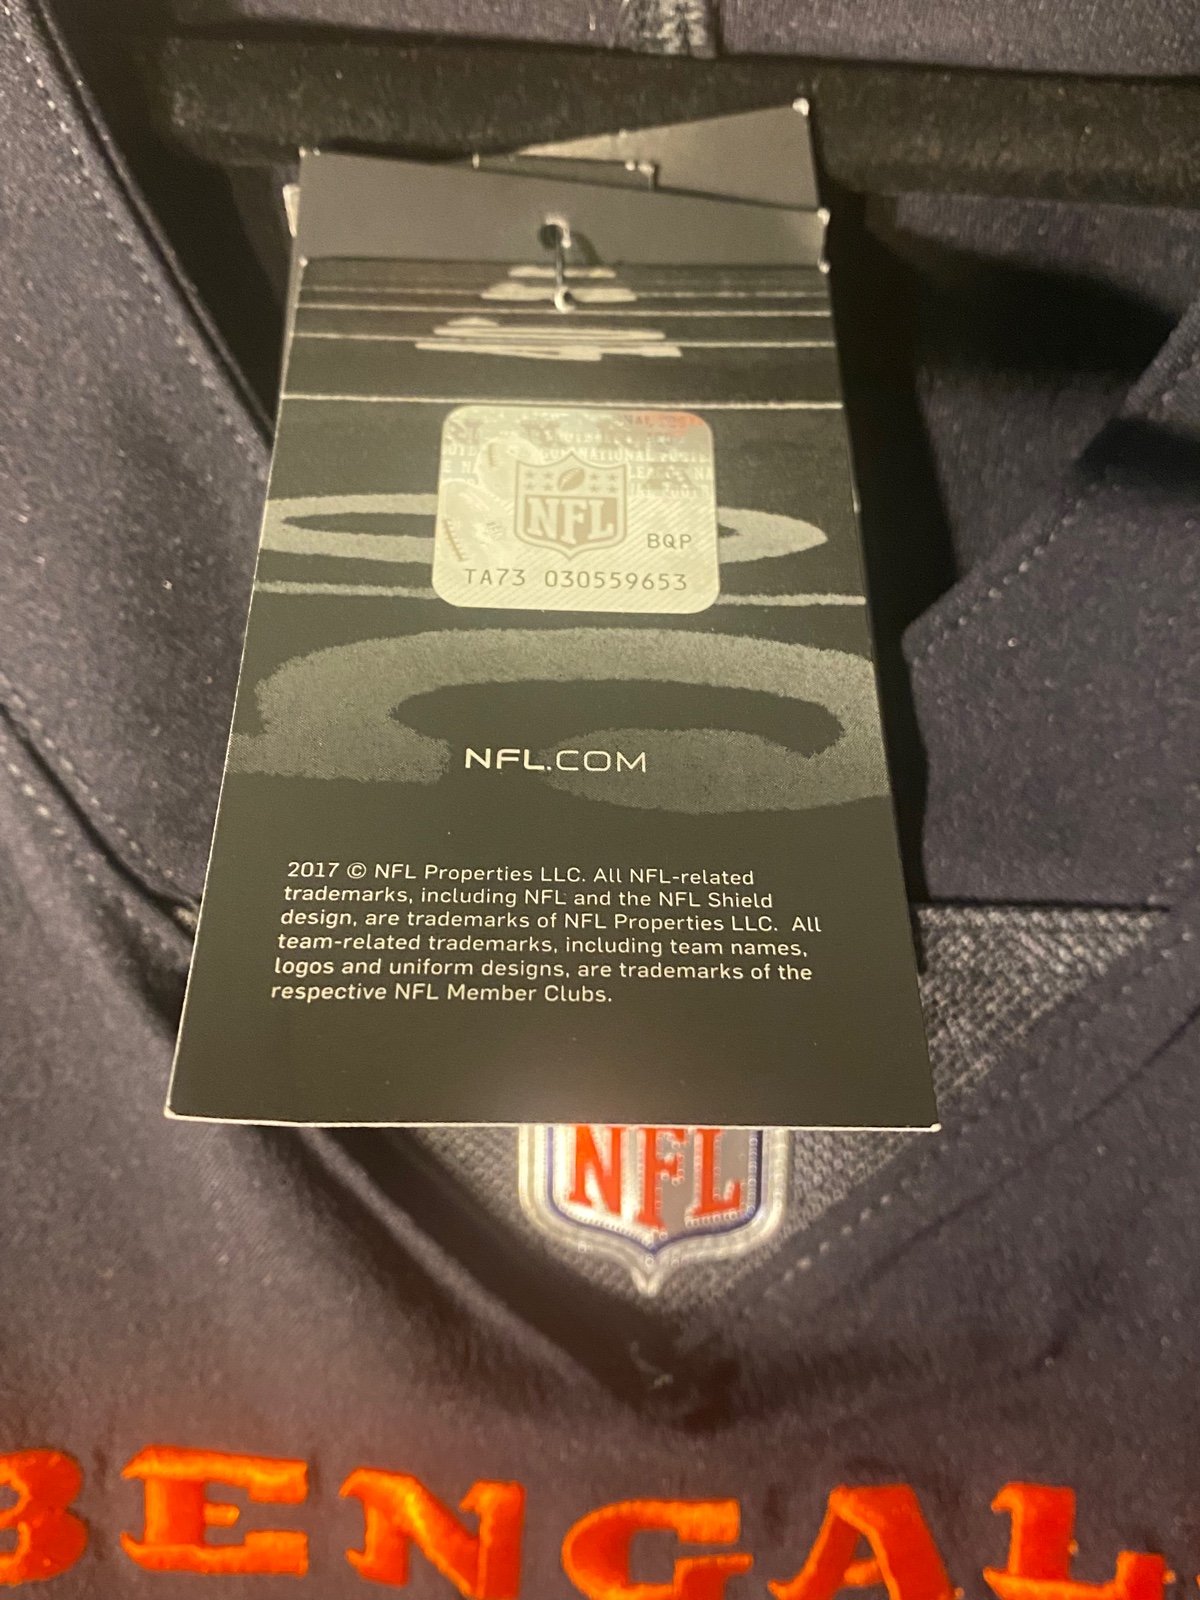 NFL
BQP
TA73 030559653
NFL.COM
2017 © NFL Properties LLC. All NFL-related
trademarks, including NFL and the NFL Shield
design, are trademarks of NFL Properties LLC. All
team-related trademarks, including team names,
logos and uniform designs, are trademarks of the
respective NFL Member Clubs.
NFL
BENGAL